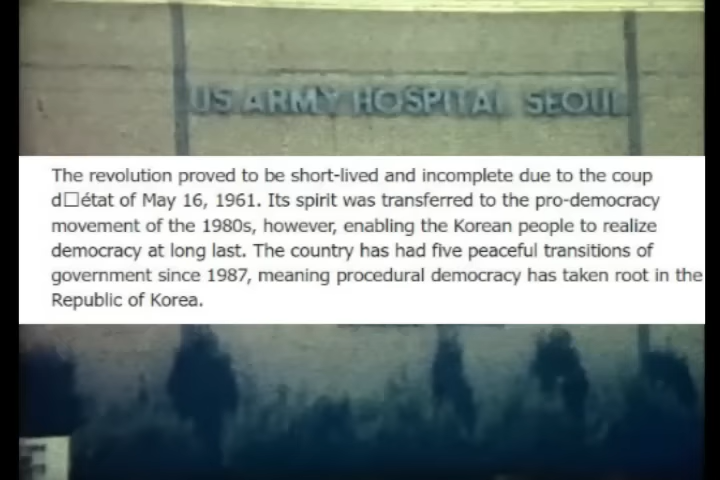 US ARMY HOSPITAL SEOUL
The revolution proved to be short-lived and incomplete due to the coup
d□état of May 16, 1961. Its spirit was transferred to the pro-democracy
movement of the 1980s, however, enabling the Korean people to realize
democracy at long last. The country has had five peaceful transitions of
government since 1987, meaning procedural democracy has taken root in the
Republic of Korea.